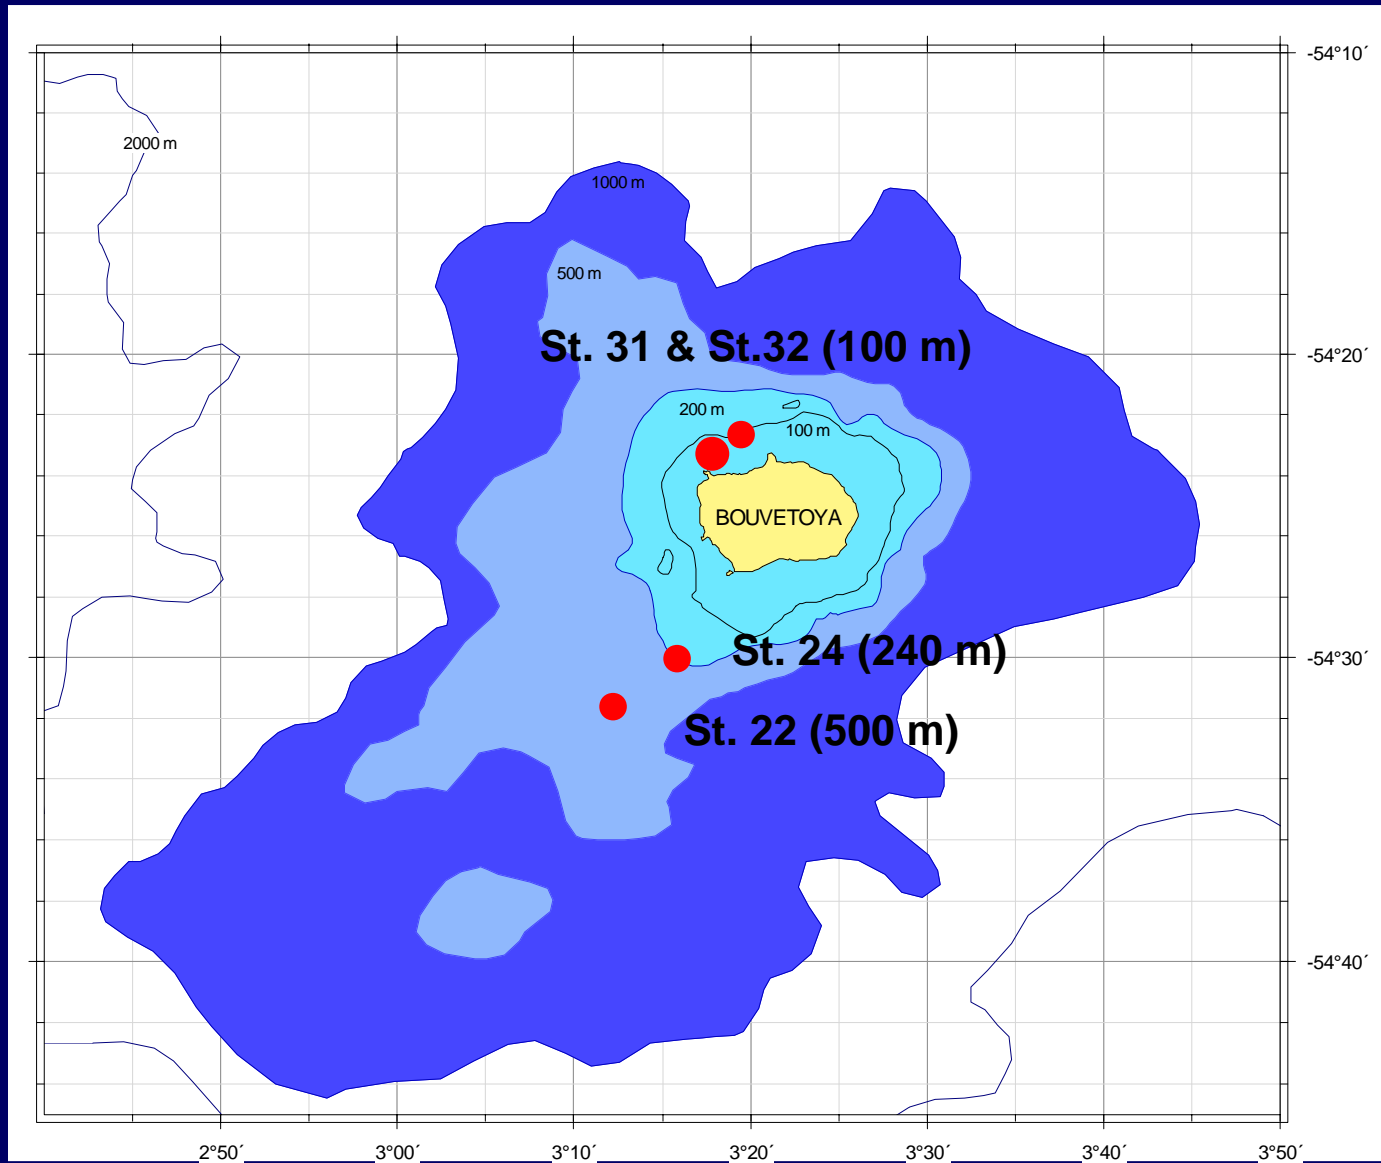 -54°10´
2000 m
1000 m
500 m
St. 31 & St.32 (100 m)
-54°20´
200 m
100 m
BOUVETOYA
St. 24 (240 m)
-54°30´
St. 22 (500 m)
-54°40´
2°50´ 3°00´ 3°10´ 3°20´ 3°30´ 3°40´ 3°50´